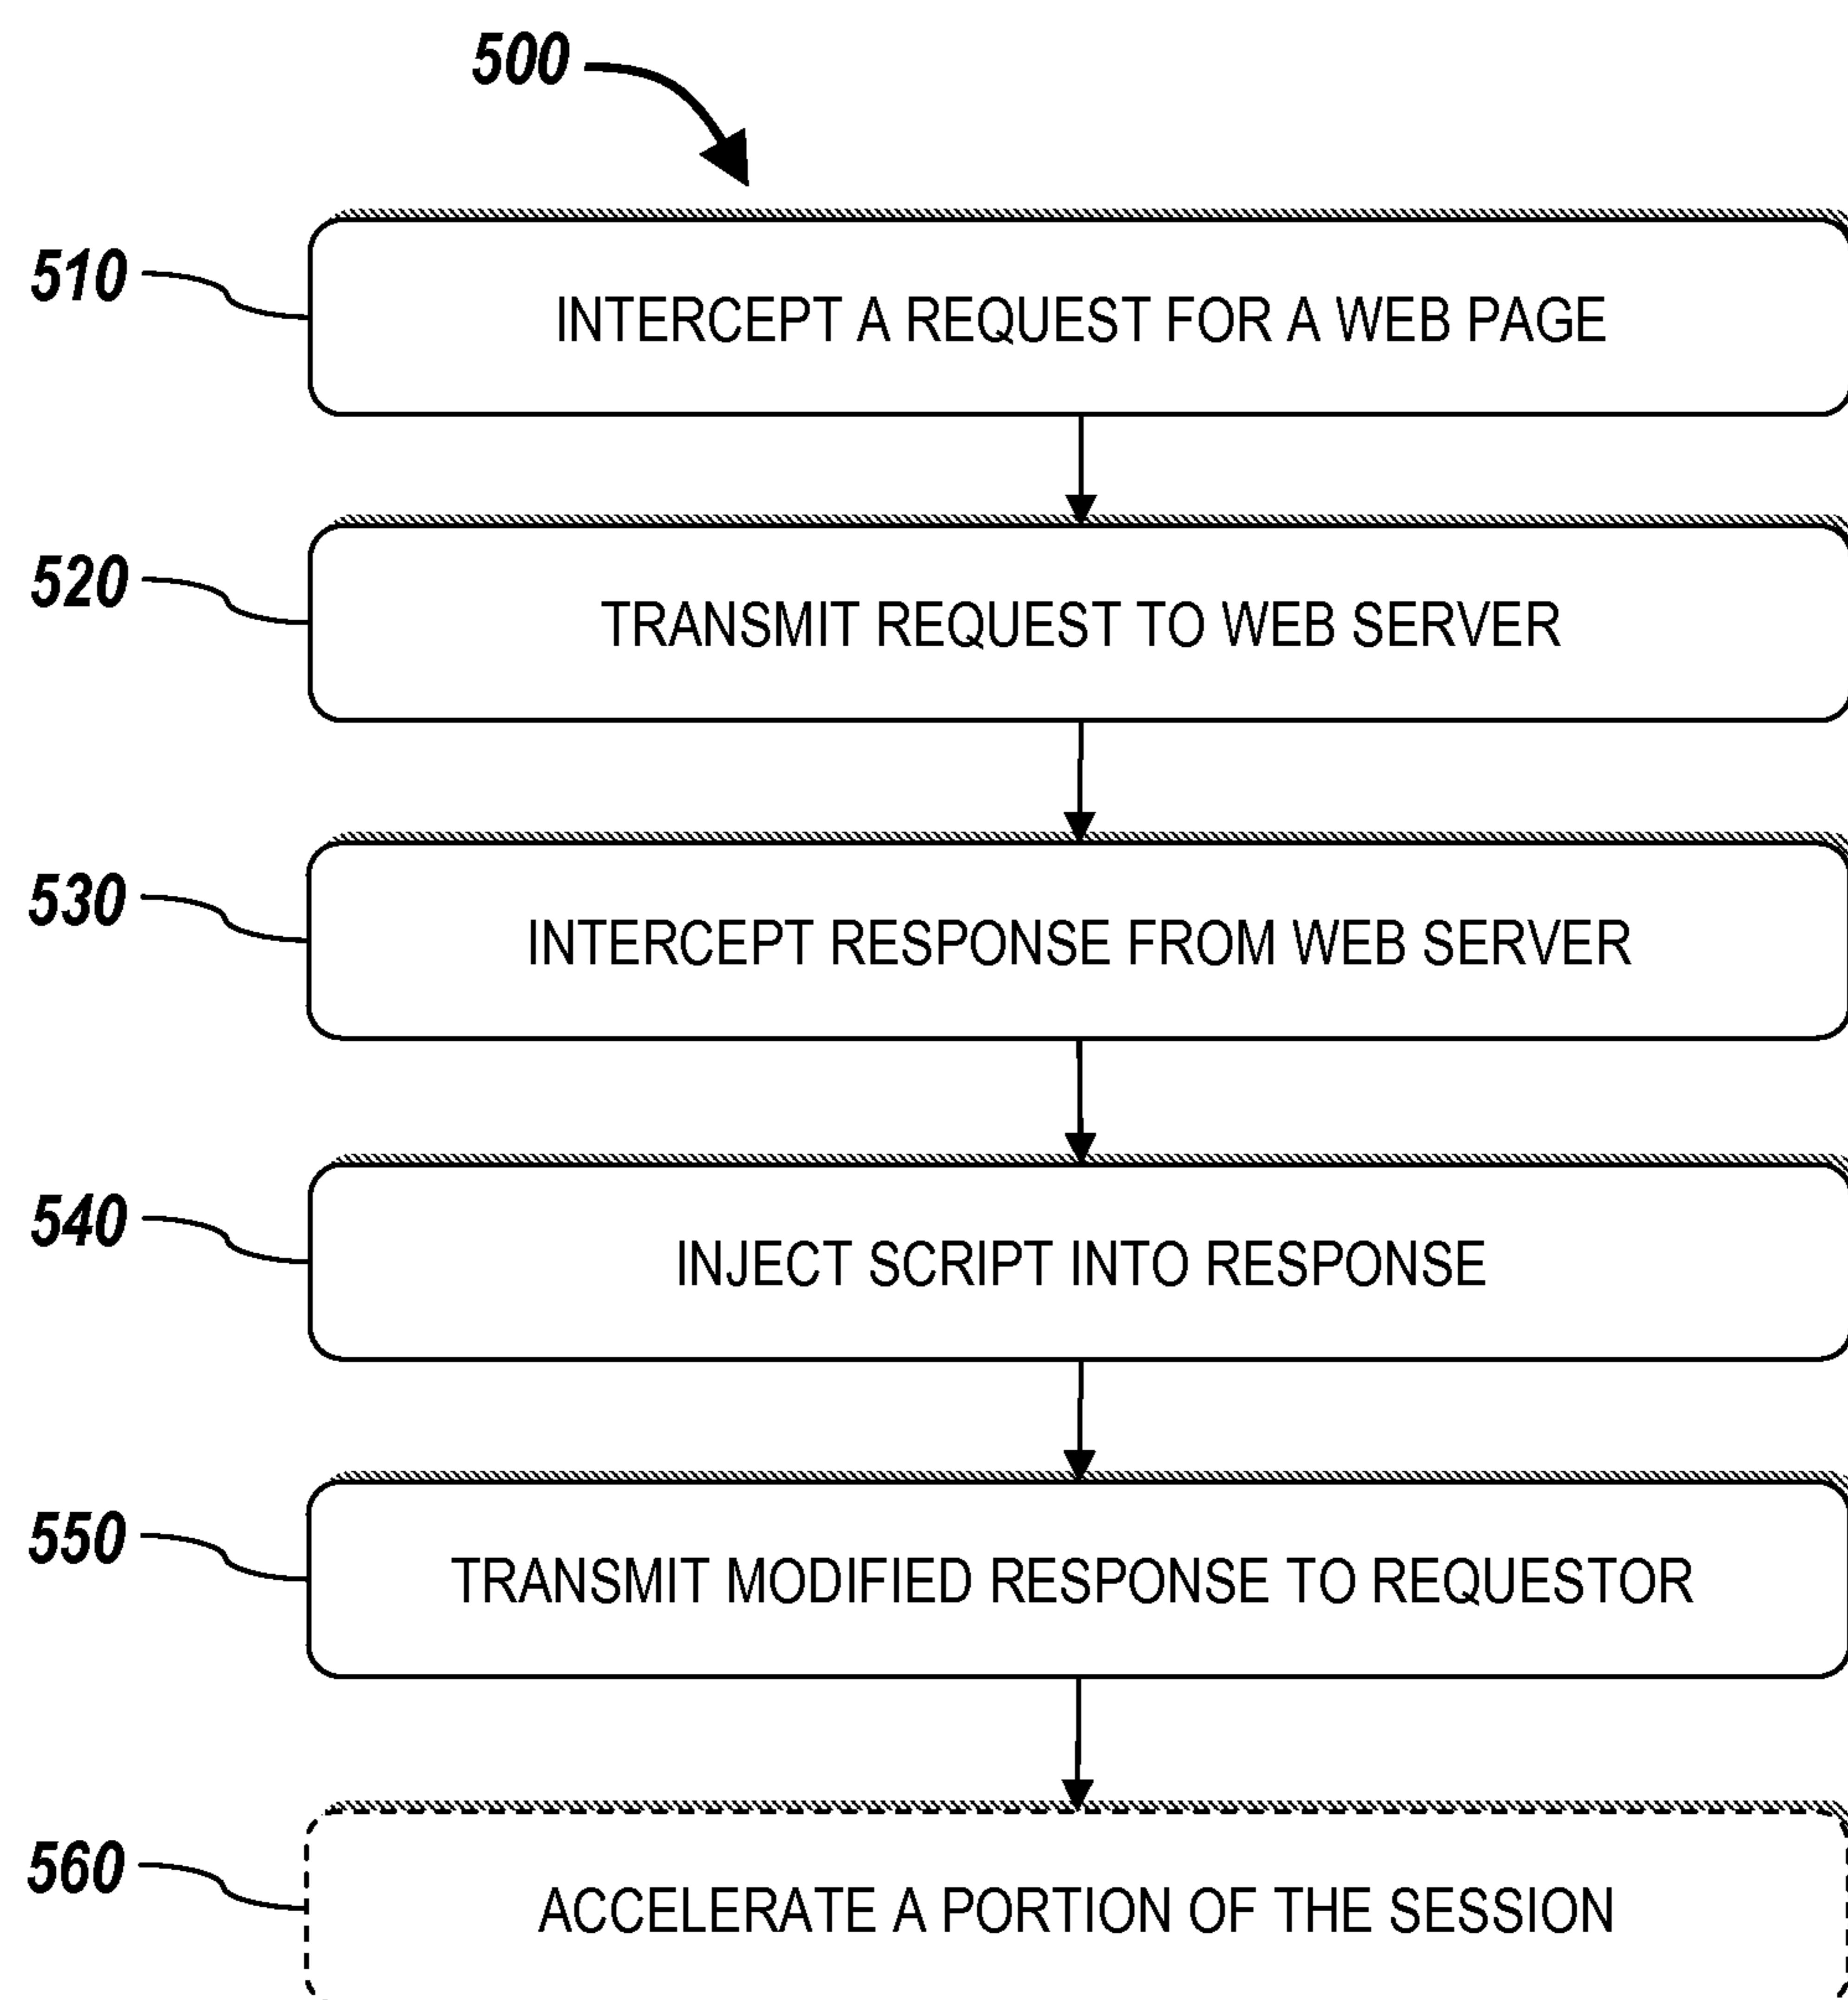 500
510
INTERCEPT A REQUEST FOR A WEB PAGE
520
TRANSMIT REQUEST TO WEB SERVER
530
INTERCEPT RESPONSE FROM WEB SERVER
540
INJECT SCRIPT INTO RESPONSE
550
TRANSMIT MODIFIED RESPONSE TO REQUESTOR
560
ACCELERATE A PORTION OF THE SESSION